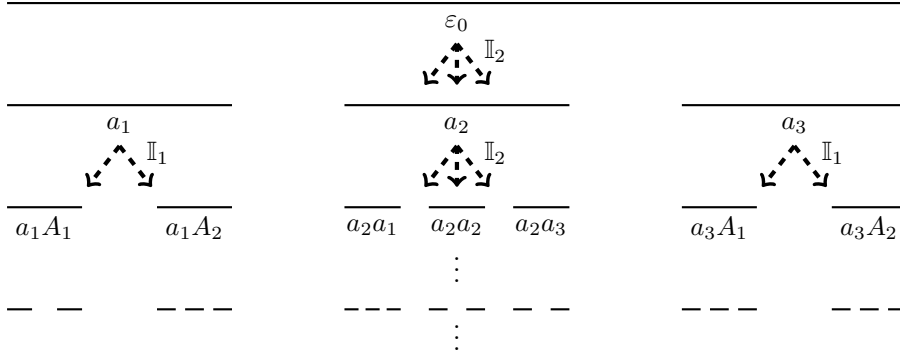 ε₀
𝕀₂
a₁ a₂ a₃
𝕀₁ 𝕀₂ 𝕀₁
a₁A₁ a₁A₂ a₂a₁ a₂a₂ a₂a₃ a₃A₁ a₃A₂
⋮
⋮